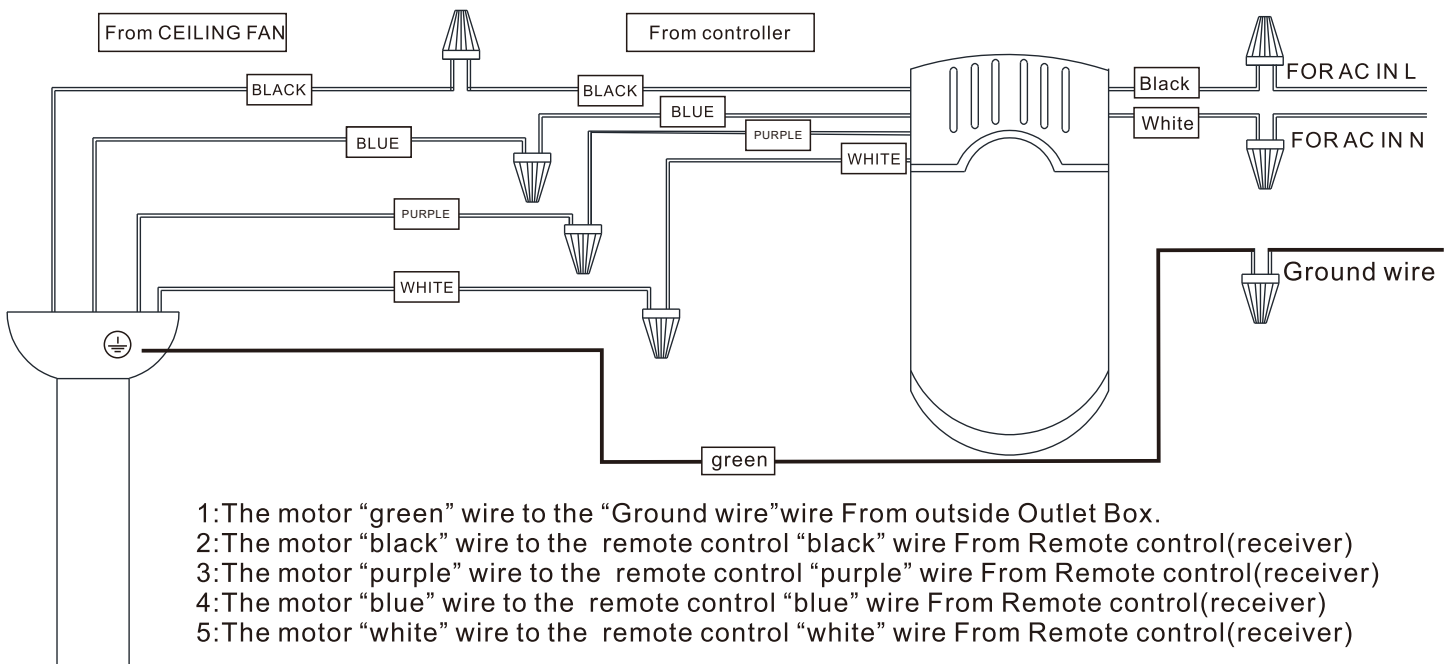 From CEILING FAN
From controller
FOR AC IN L
BLACK
BLACK
Black
BLUE
White
PURPLE
BLUE
FOR AC IN N
WHITE
PURPLE
Ground wire
WHITE
green
1:The motor “green” wire to the “Ground wire”wire From outside Outlet Box.
2:The motor “black” wire to the remote control “black” wire From Remote control(receiver)
3:The motor “purple” wire to the remote control “purple” wire From Remote control(receiver)
4:The motor “blue” wire to the remote control “blue” wire From Remote control(receiver)
5:The motor “white” wire to the remote control “white” wire From Remote control(receiver)